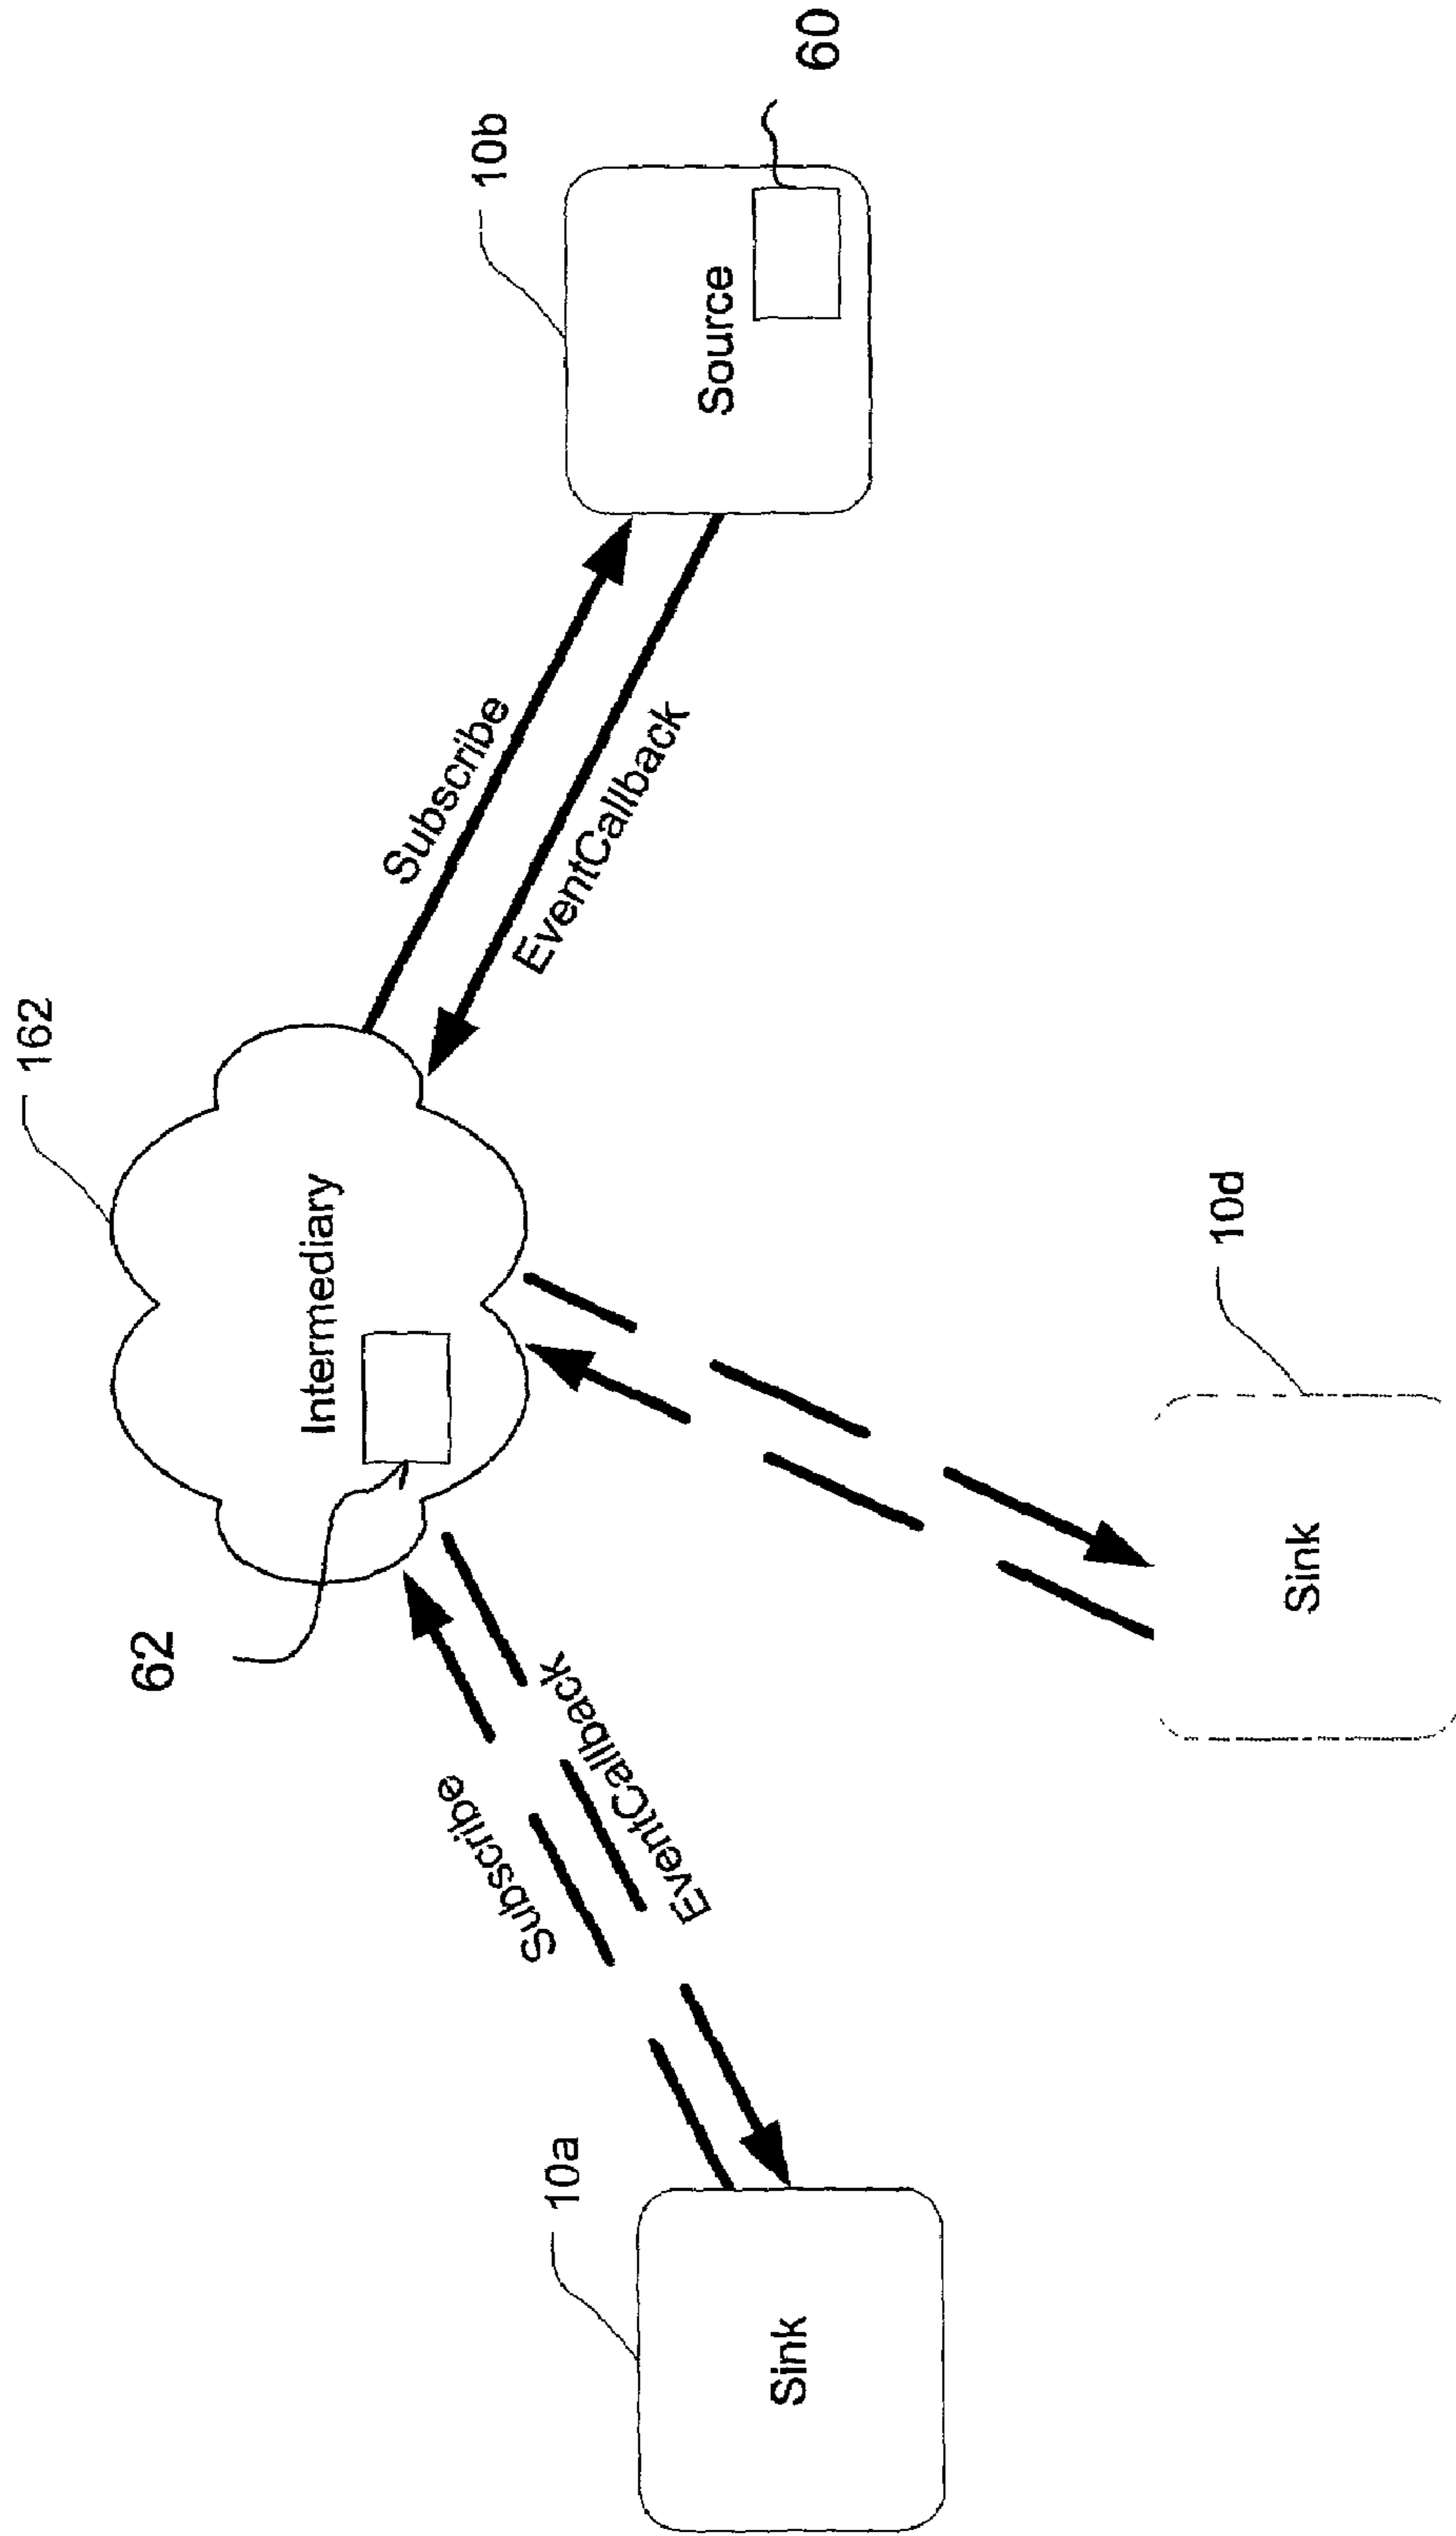 162
10b
60
62
Intermediary
Subscribe
EventCallback
Source
10a
Subscribe
EventCallback
Sink
10d
Sink